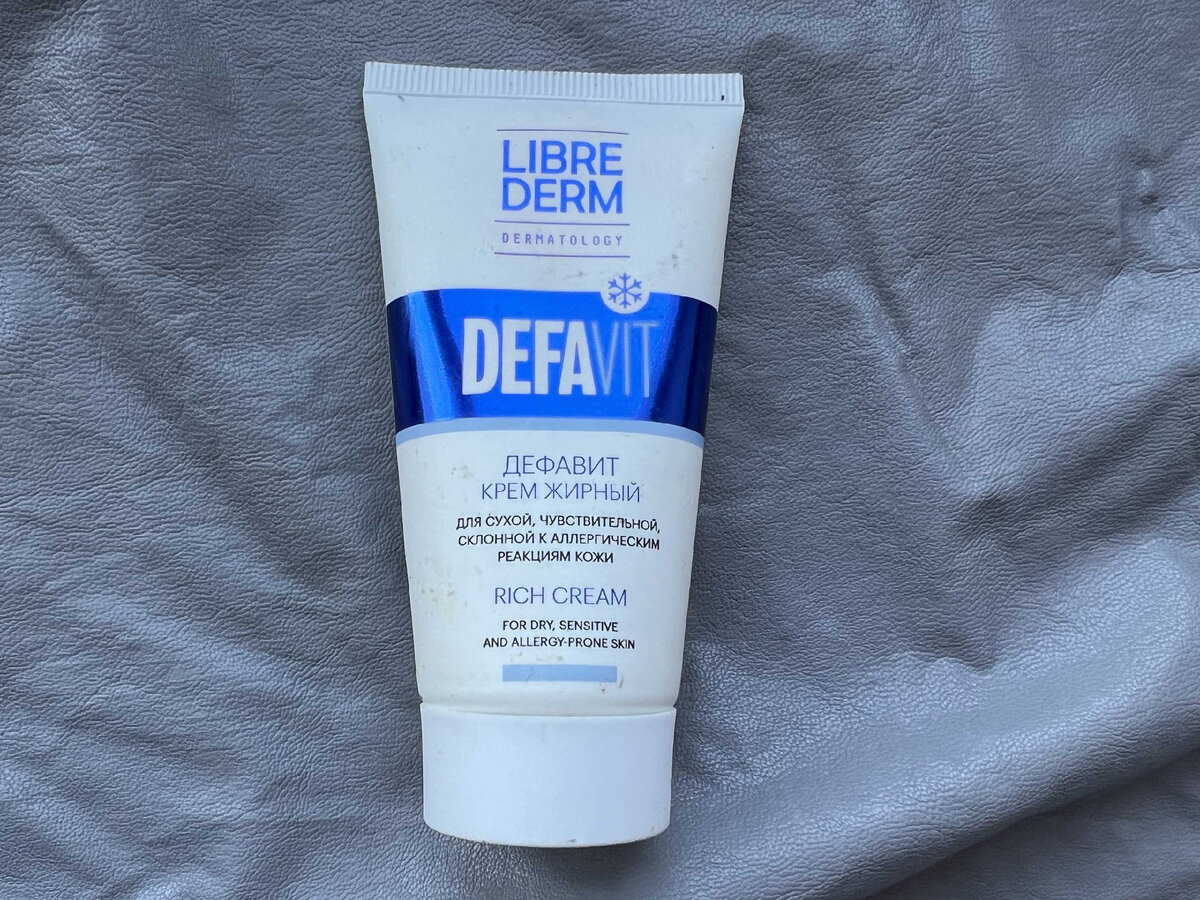 LIBRE
DERM
DERMATOLOGY
DEFAVIT
ДЕФАВИТ
КРЕМ ЖИРНЫЙ
ДЛЯ СУХОЙ, ЧУВСТВИТЕЛЬНОЙ,
СКЛОННОЙ К АЛЛЕРГИЧЕСКИМ
РЕАКЦИЯМ КОЖИ
RICH CREAM
FOR DRY, SENSITIVE
AND ALLERGY-PRONE SKIN